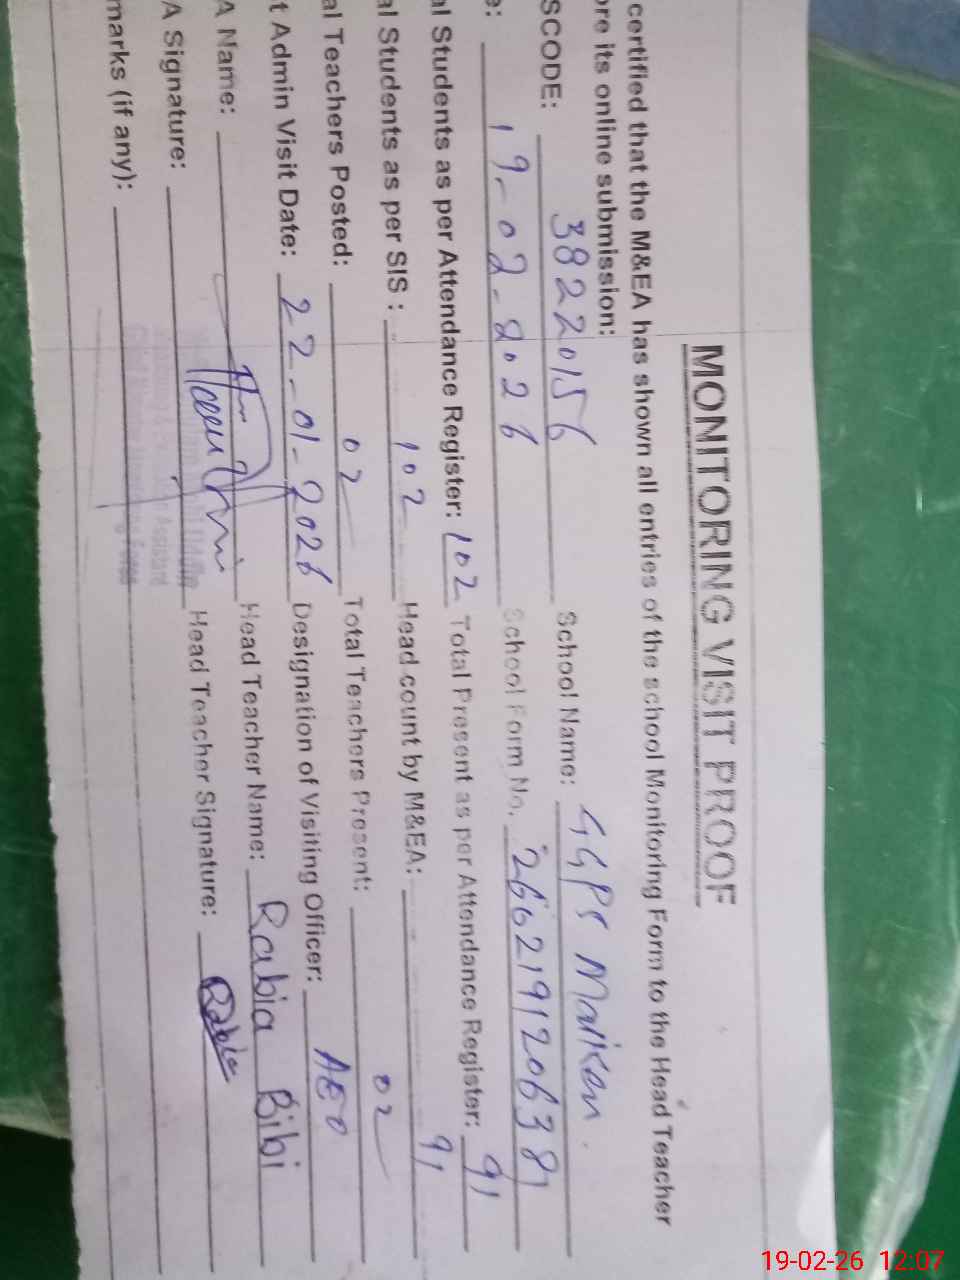 MONITORING VISIT PROOF
certified that the M&EA has shown all entries of the school Monitoring Form to the Head Teacher
ore its online submission:
SCODE: 38220156 School Name: GGPS Malken.
e: 19-02-2026 School Form No. 2602191206381
al Students as per Attendance Register: 102 Total Present as per Attendance Register: 91
al Students as per SIS : 102 Head count by M&EA: 91
al Teachers Posted: 02 Total Teachers Present: 02
t Admin Visit Date: 22-01-2026 Designation of Visiting Officer: AEO
A Name: Head Teacher Name: Rabia Bibi
A Signature: Head Teacher Signature: Rabia
marks (if any):
19-02-26 12:07